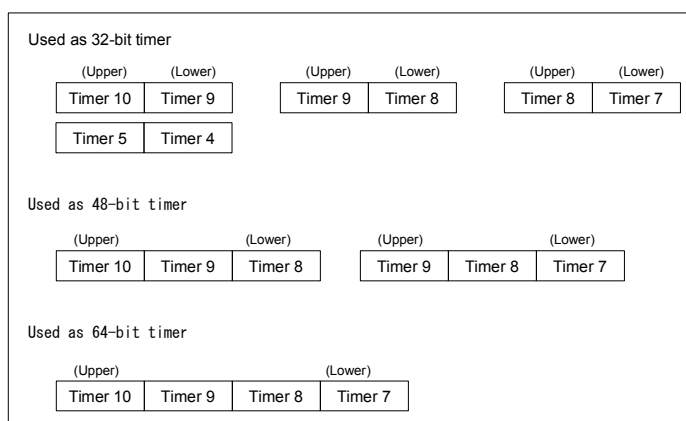 Used as 32-bit timer
(Upper) (Lower) (Upper) (Lower) (Upper) (Lower)
Timer 10 Timer 9 Timer 9 Timer 8 Timer 8 Timer 7
Timer 5 Timer 4
Used as 48-bit timer
(Upper) (Lower) (Upper) (Lower)
Timer 10 Timer 9 Timer 8 Timer 9 Timer 8 Timer 7
Used as 64-bit timer
(Upper) (Lower)
Timer 10 Timer 9 Timer 8 Timer 7